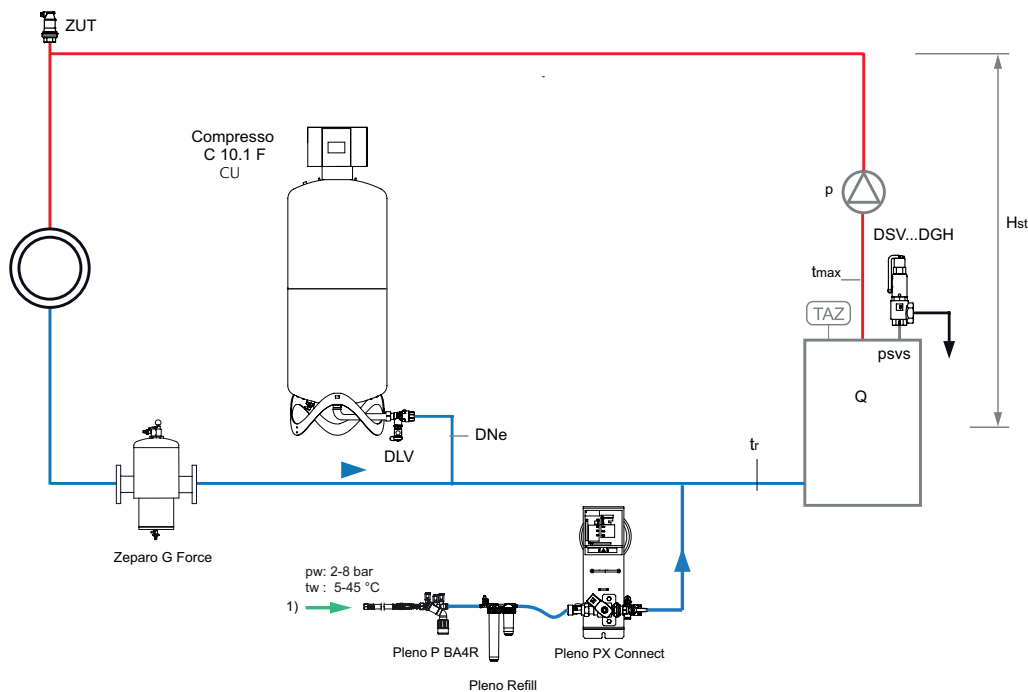 ZUT
Compresso
C 10.1 F
CU
p
Hst
DSV...DGH
tmax
TAZ
psvs
Q
DNe
DLV
tr
Zeparo G Force
pw: 2-8 bar
tw : 5-45 °C
1)
Pleno P BA4R
Pleno PX Connect
Pleno Refill